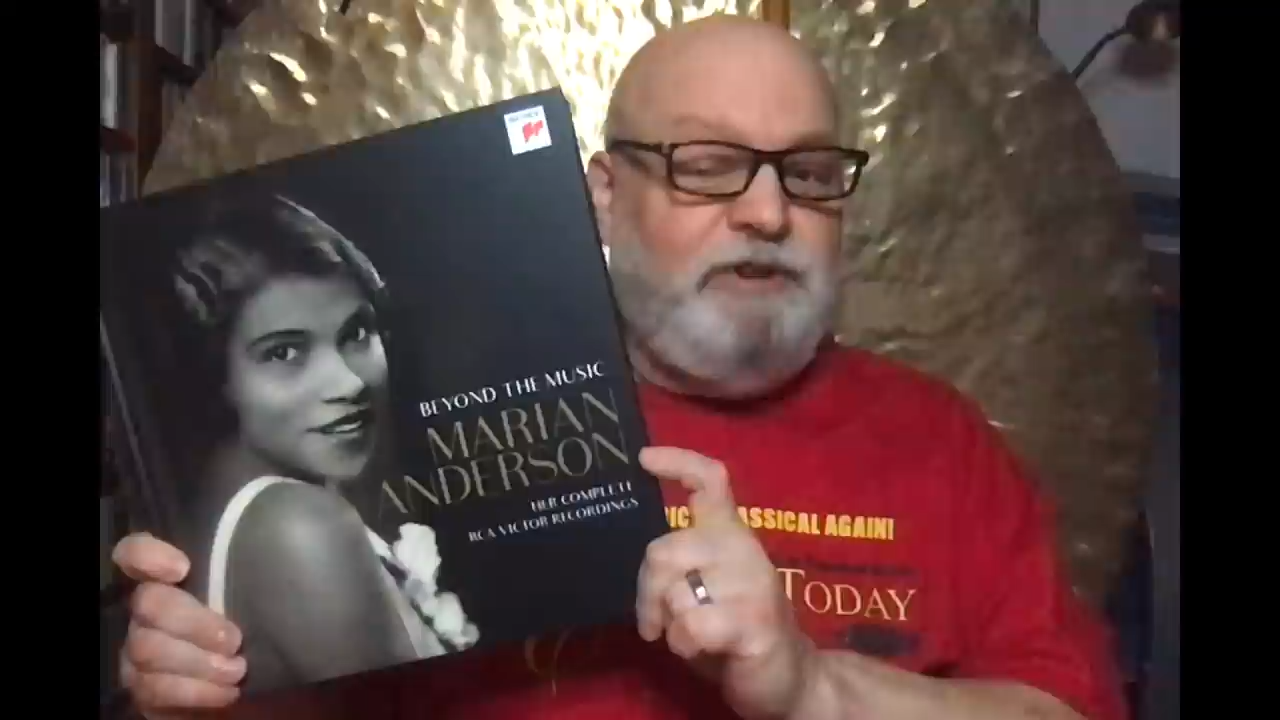 BEYOND THE MUSIC
MARIAN
ANDERSON
HER COMPLETE
RCA VICTOR RECORDINGS
ASSICAL AGAIN!
TODAY